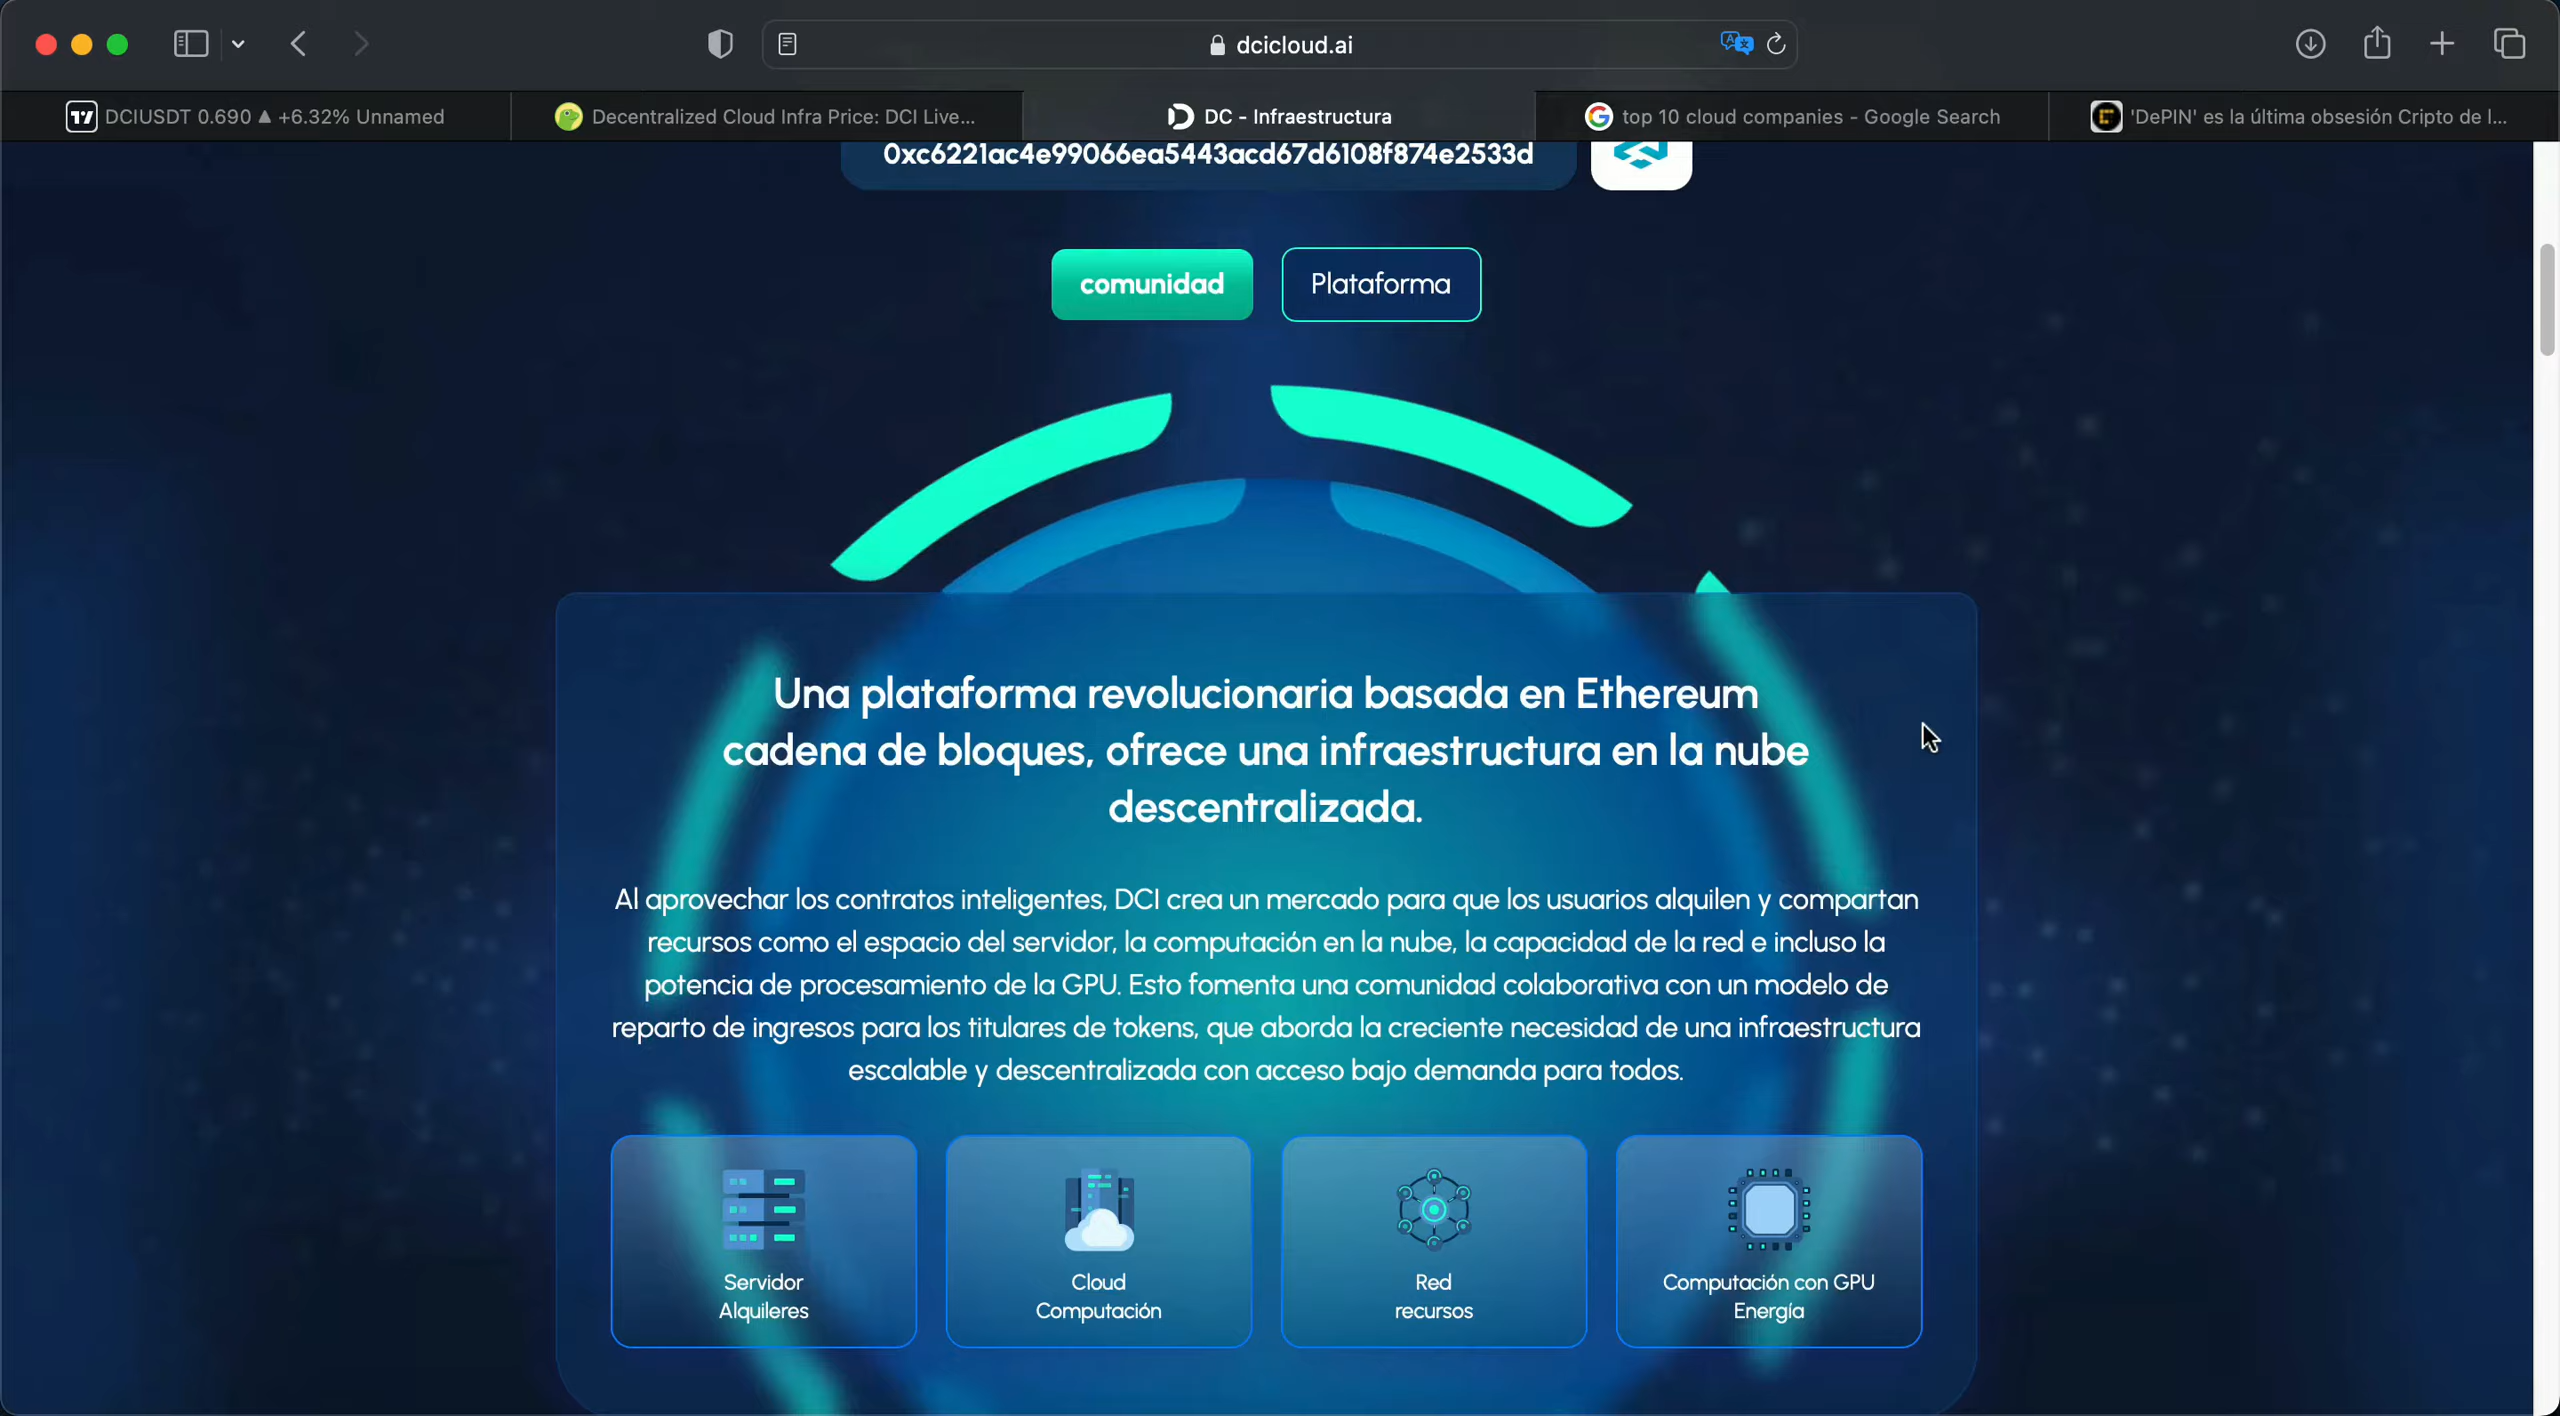 dcicloud.ai
DCIUSDT 0.690 ▲ +6.32% Unnamed
Decentralized Cloud Infra Price: DCI Live...
DC - Infraestructura
top 10 cloud companies - Google Search
'DePIN' es la última obsesión Cripto de l...
0xc6221ac4e99066ea5443acd67d6108f874e2533d
comunidad
Plataforma
Una plataforma revolucionaria basada en Ethereum
cadena de bloques, ofrece una infraestructura en la nube
descentralizada.
Al aprovechar los contratos inteligentes, DCI crea un mercado para que los usuarios alquilen y compartan
recursos como el espacio del servidor, la computación en la nube, la capacidad de la red e incluso la
potencia de procesamiento de la GPU. Esto fomenta una comunidad colaborativa con un modelo de
reparto de ingresos para los titulares de tokens, que aborda la creciente necesidad de una infraestructura
escalable y descentralizada con acceso bajo demanda para todos.
Servidor
Alquileres
Cloud
Computación
Red
recursos
Computación con GPU
Energía